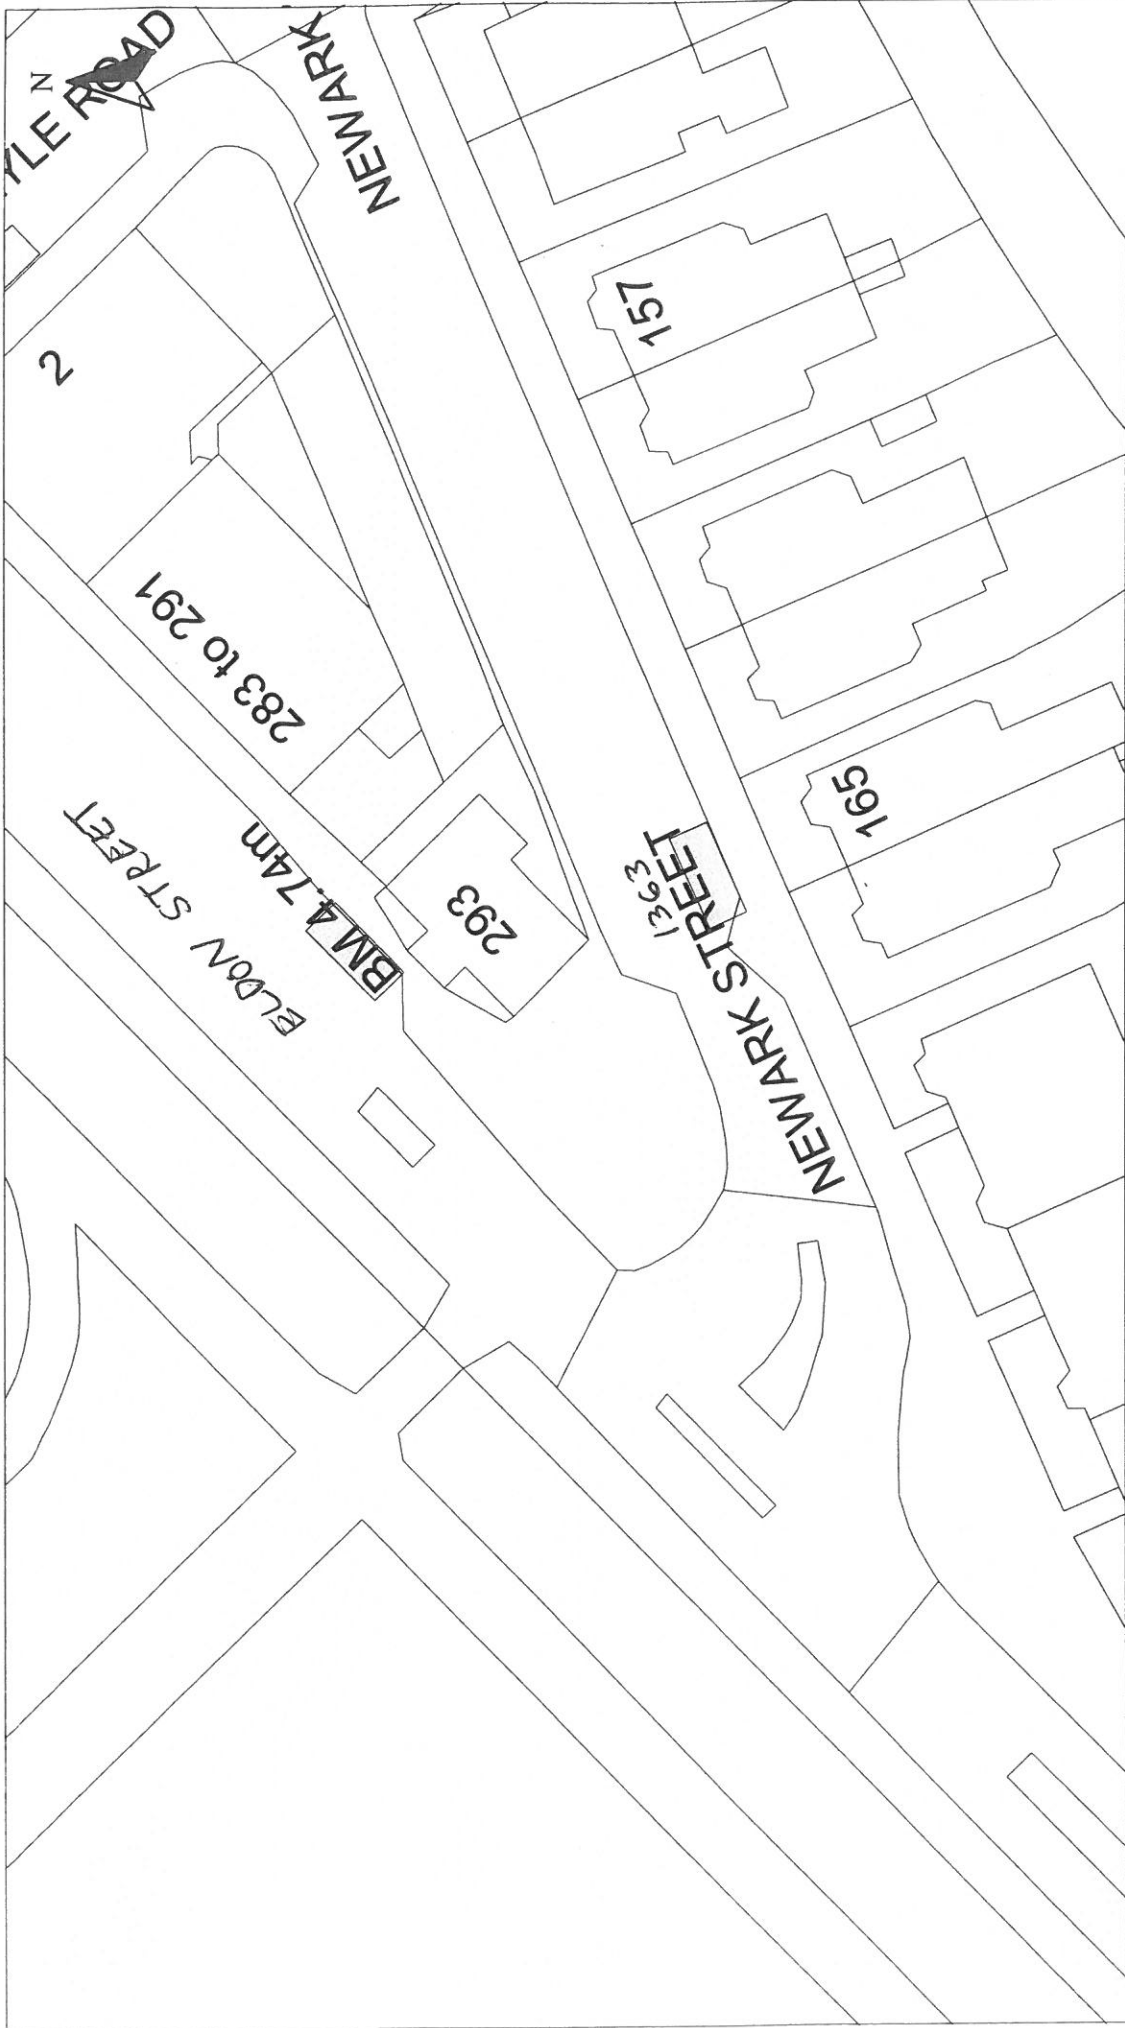 N
YLE ROAD
NEWARK
2
157
283 to 291
ELDON STREET
BM 4.74m
293
1363
NEWARK STREET
165